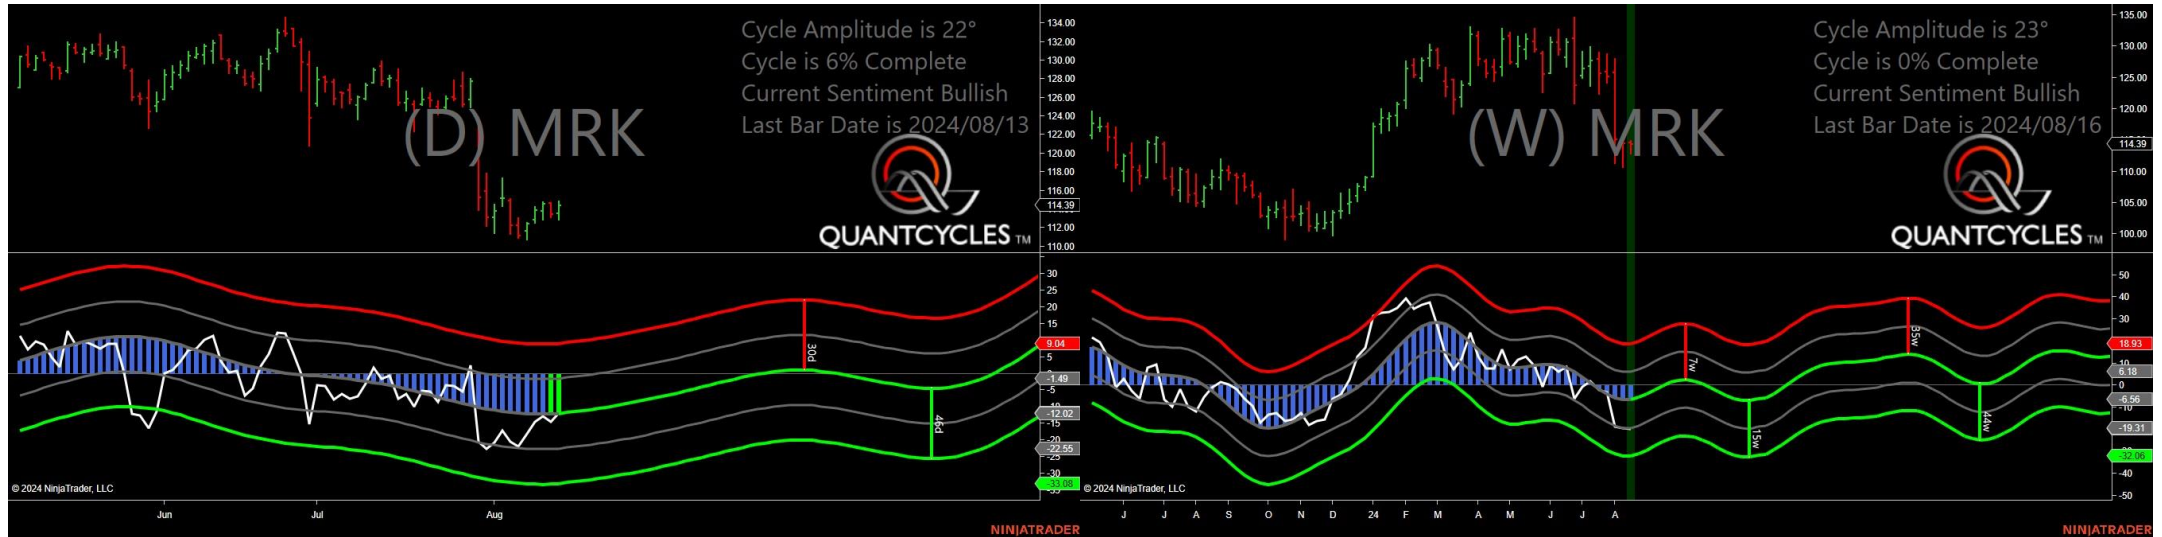 Cycle Amplitude is 22°
Cycle is 6% Complete
Current Sentiment Bullish
Last Bar Date is 2024/08/13
(D) MRK
QUANTCYCLES TM
134.00
132.00
130.00
128.00
126.00
124.00
122.00
120.00
118.00
116.00
114.39
112.00
110.00
30
25
20
15
9.04
5
-1.49
-5
-12.02
-15
-20
-22.55
-25
-30
-33.08
30d
46d
© 2024 NinjaTrader, LLC
Jun
Jul
Aug
NINJATRADER
Cycle Amplitude is 23°
Cycle is 0% Complete
Current Sentiment Bullish
Last Bar Date is 2024/08/16
(W) MRK
QUANTCYCLES TM
135.00
130.00
125.00
120.00
114.39
110.00
105.00
100.00
50
40
30
18.93
10
6.18
0
-6.56
-10
-19.31
-32.06
-40
-50
7w
15w
35w
44w
© 2024 NinjaTrader, LLC
J
J
A
S
O
N
D
24
F
M
A
M
J
J
A
NINJATRADER